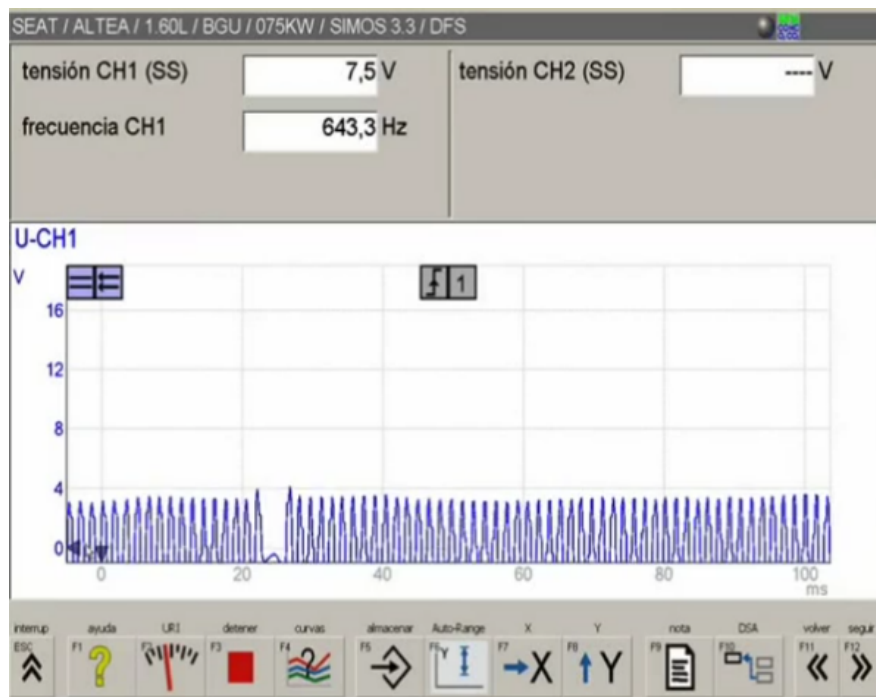 SEAT / ALTEA / 1.60L / BGU / 075KW / SIMOS 3.3 / DFS
tensión CH1 (SS) 7,5 V tensión CH2 (SS) ---- V
frecuencia CH1 643,3 Hz
U-CH1
V
1
16
12
8
4
0
0 20 40 60 80 100
ms
interrup ayuda URI detener curvas almacenar Auto-Range X Y nota DSA volver seguir
ESC F1 F2 F3 F4 F5 Y F7 X F8 Y F9 F10 F11 F12